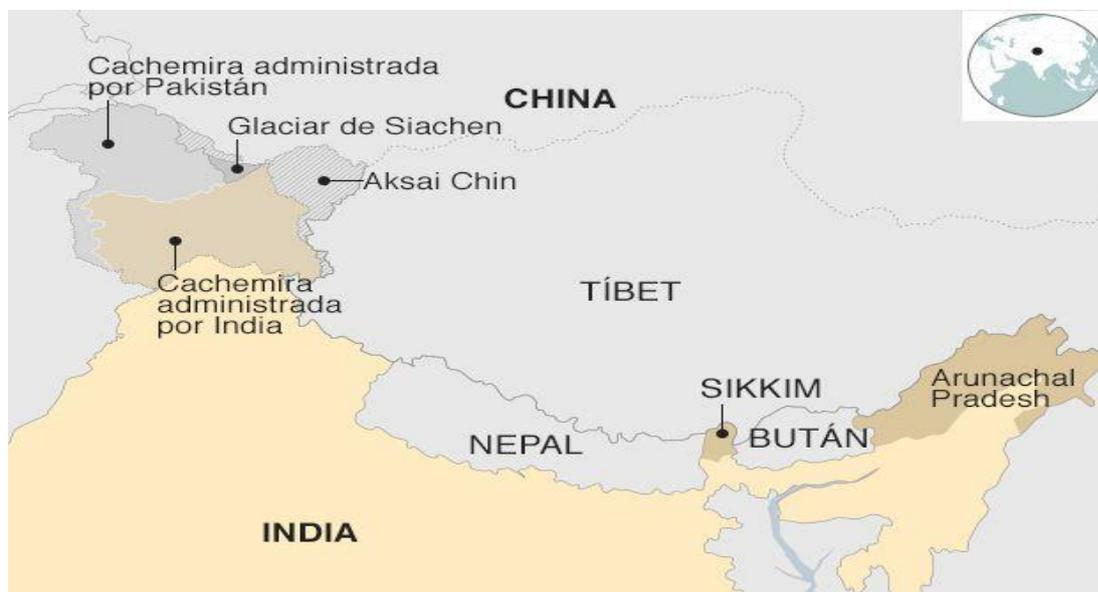 Cachemira administrada
por Pakistán
CHINA
Glaciar de Siachen
Aksai Chin
Cachemira
administrada
por India
TÍBET
SIKKIM
Arunachal
Pradesh
NEPAL
BUTÁN
INDIA